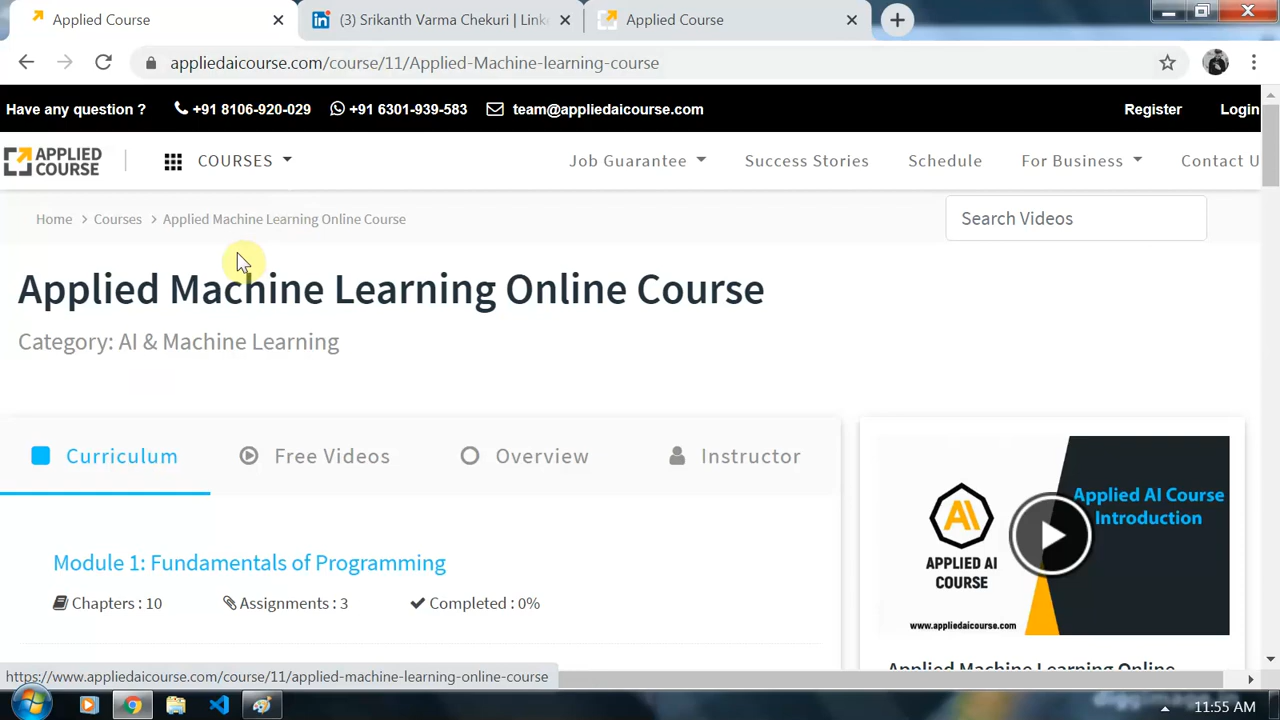 Applied Course
(3) Srikanth Varma Chekuri | Link
Applied Course
appliedaicourse.com/course/11/Applied-Machine-learning-course
Have any question ? +91 8106-920-029 +91 6301-939-583 team@appliedaicourse.com Register Login
APPLIED COURSE
COURSES
Job Guarantee Success Stories Schedule For Business Contact U
Home > Courses > Applied Machine Learning Online Course
Search Videos
Applied Machine Learning Online Course
Category: AI & Machine Learning
Curriculum Free Videos Overview Instructor
Module 1: Fundamentals of Programming
Chapters : 10 Assignments : 3 Completed : 0%
Applied AI Course
Introduction
APPLIED AI
COURSE
www.appliedaicourse.com
Applied Machine Learning Online
https://www.appliedaicourse.com/course/11/applied-machine-learning-online-course
11:55 AM